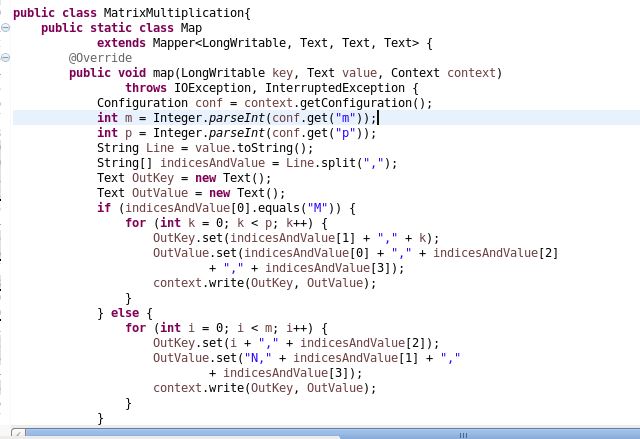 public class MatrixMultiplication{
    public static class Map
            extends Mapper<LongWritable, Text, Text, Text> {
        @Override
        public void map(LongWritable key, Text value, Context context)
                throws IOException, InterruptedException {
            Configuration conf = context.getConfiguration();
            int m = Integer.parseInt(conf.get("m"));
            int p = Integer.parseInt(conf.get("p"));
            String Line = value.toString();
            String[] indicesAndValue = Line.split(",");
            Text OutKey = new Text();
            Text OutValue = new Text();
            if (indicesAndValue[0].equals("M")) {
                for (int k = 0; k < p; k++) {
                    OutKey.set(indicesAndValue[1] + "," + k);
                    OutValue.set(indicesAndValue[0] + "," + indicesAndValue[2]
                            + "," + indicesAndValue[3]);
                    context.write(OutKey, OutValue);
                }
            } else {
                for (int i = 0; i < m; i++) {
                    OutKey.set(i + "," + indicesAndValue[2]);
                    OutValue.set("N," + indicesAndValue[1] + ","
                            + indicesAndValue[3]);
                    context.write(OutKey, OutValue);
                }
            }